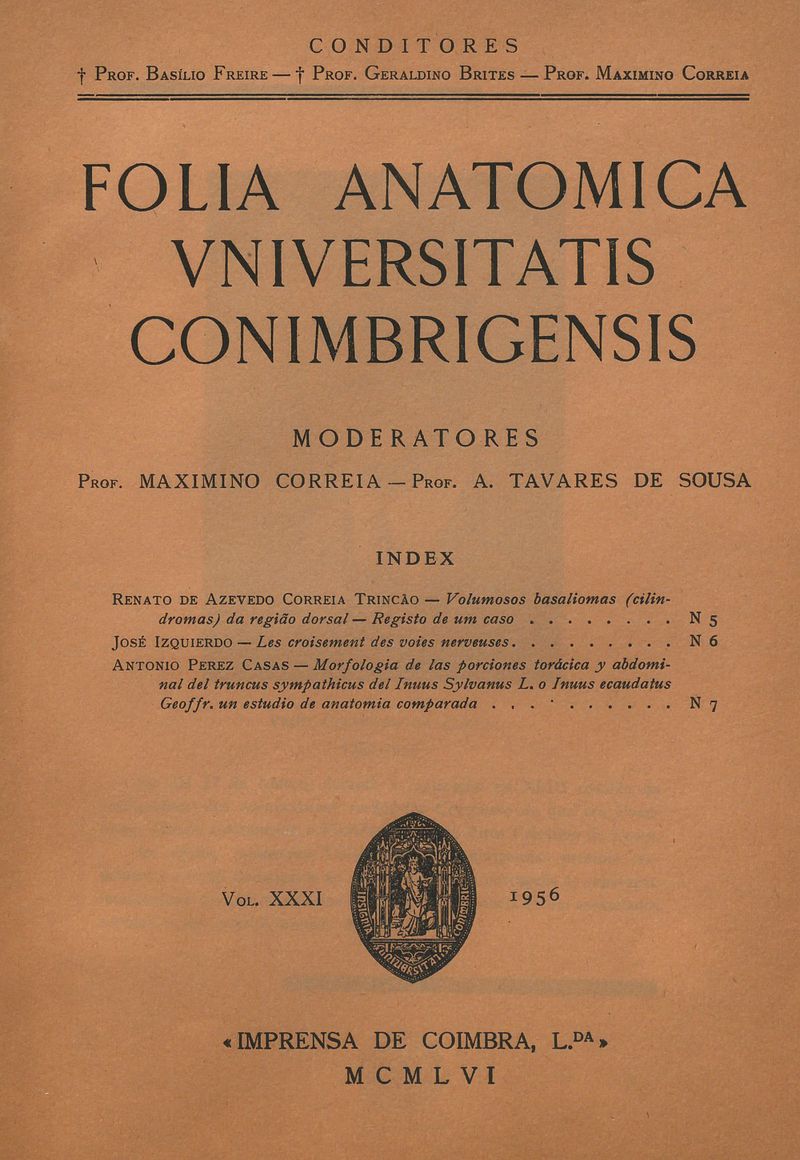 CONDITORES
† Prof. Basílio Freire — † Prof. Geraldino Brites — Prof. Maximino Correia
FOLIA ANATOMICA
VNIVERSITATIS
CONIMBRIGENSIS
MODERATORES
Prof. MAXIMINO CORREIA — Prof. A. TAVARES DE SOUSA
INDEX
Renato de Azevedo Correia Trincão — Volumosos basaliomas (cilin-
dromas) da região dorsal — Registo de um caso . . . . . . . . N 5
José Izquierdo — Les croisement des voies nerveuses. . . . . . . . . N 6
Antonio Perez Casas — Morfologia de las porciones torácica y abdomi-
nal del truncus sympathicus del Inuus Sylvanus L. o Inuus ecaudatus
Geoffr. un estudio de anatomia comparada . . . . . . . . . . N 7
INSIGNIA UNIVERSITATIS CONIMBRIG
Vol. XXXI 1956
«IMPRENSA DE COIMBRA, L.DA»
MCMLVI